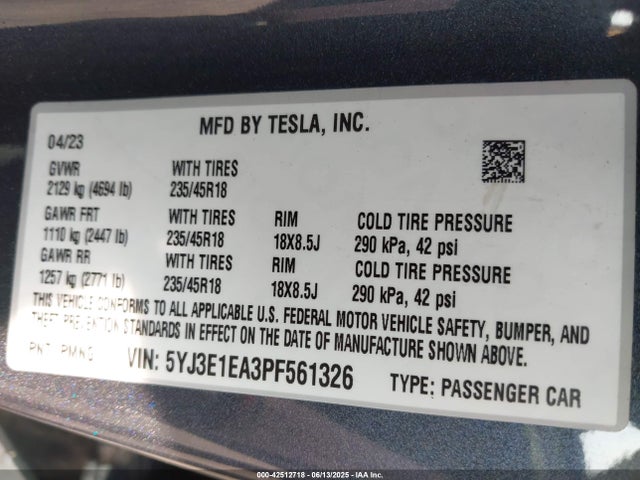 MFD BY TESLA, INC.
04/23
GVWR WITH TIRES
2129 kg (4694 lb) 235/45R18
GAWR FRT WITH TIRES RIM COLD TIRE PRESSURE
1110 kg (2447 lb) 235/45R18 18X8.5J 290 kPa, 42 psi
GAWR RR WITH TIRES RIM COLD TIRE PRESSURE
1257 kg (2771 lb) 235/45R18 18X8.5J 290 kPa, 42 psi
THIS VEHICLE CONFORMS TO ALL APPLICABLE U.S. FEDERAL MOTOR VEHICLE SAFETY, BUMPER, AND
THEFT PREVENTION STANDARDS IN EFFECT ON THE DATE OF MANUFACTURE SHOWN ABOVE.
PNT: PMNG VIN: 5YJ3E1EA3PF561326 TYPE: PASSENGER CAR
000-42512718 - 06/13/2025 - IAA Inc.